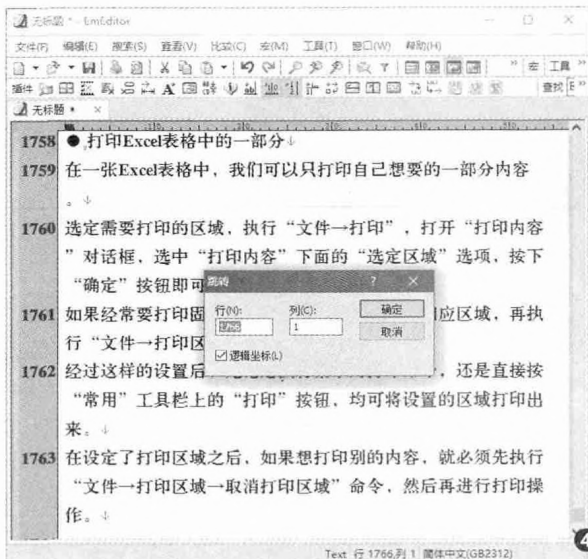 无标题 * - EmEditor
文件(F) 编辑(E) 搜索(S) 查看(V) 比较(C) 宏(M) 工具(T) 窗口(W) 帮助(H)
宏 工具
插件 查找
无标题 * ×
1758 ●,打印Excel表格中的一部分↓
1759 在一张Excel表格中，我们可以只打印自己想要的一部分内容
。↓
1760 选定需要打印的区域，执行“文件→打印”，打开“打印内容
”对话框，选中“打印内容”下面的“选定区域”选项，按下
“确定”按钮即可
跳转 ? ×
行(N): 列(C): 确定
1766 1 取消
逻辑坐标(L)
1761 如果经常要打印固 应区域，再执
行“文件→打印区
1762 经过这样的设置后 ，还是直接按
“常用”工具栏上的“打印”按钮，均可将设置的区域打印出
来。↓
1763 在设定了打印区域之后，如果想打印别的内容，就必须先执行
“文件→打印区域→取消打印区域”命令，然后再进行打印操
作。↓
Text 行 1766,列 1 简体中文(GB2312)